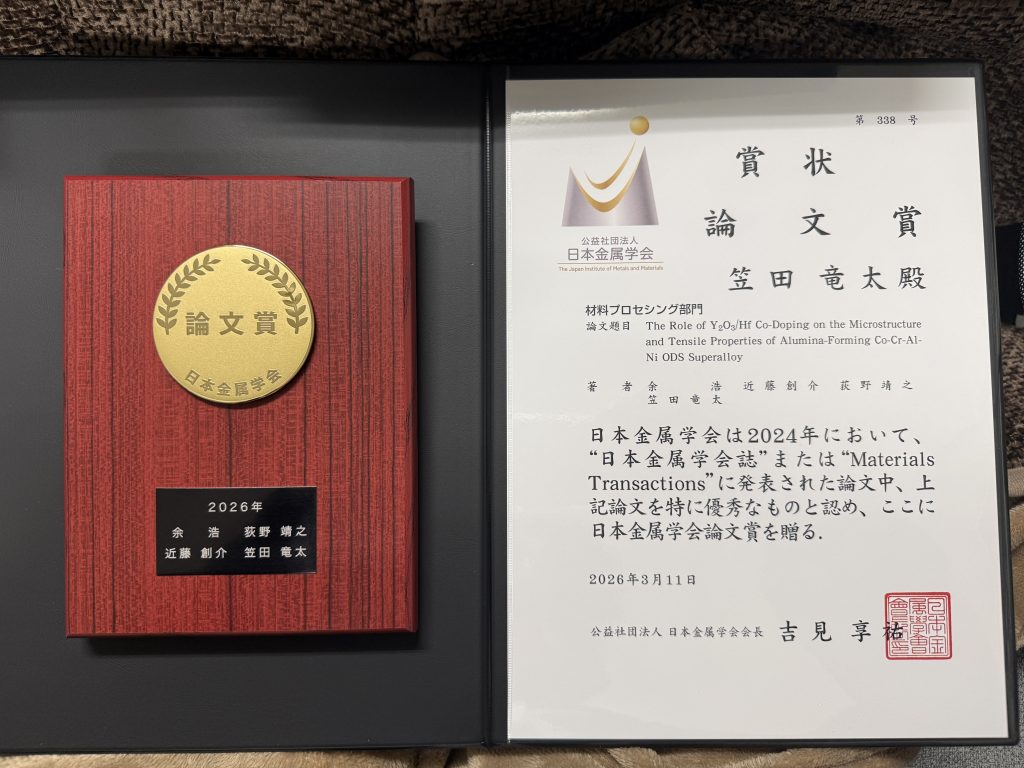 論文賞
日本金属学会
2026年
余 浩 荻野 靖之
近藤 創介 笠田 竜太
第 338 号
賞 状
論 文 賞
笠 田 竜 太 殿
公益社団法人
日本金属学会
The Japan Institute of Metals and Materials
材料プロセシング部門
論文題目 The Role of Y₂O₃/Hf Co-Doping on the Microstructure
and Tensile Properties of Alumina-Forming Co-Cr-Al-
Ni ODS Superalloy
著 者 余 浩 近 藤 創 介 荻 野 靖 之
笠 田 竜 太
日本金属学会は2024年において、
“日本金属学会誌”または“Materials
Transactions”に発表された論文中、上
記論文を特に優秀なものと認め、ここに
日本金属学会論文賞を贈る.
2026年3月11日
公益社団法人 日本金属学会会長 吉 見 享 祐